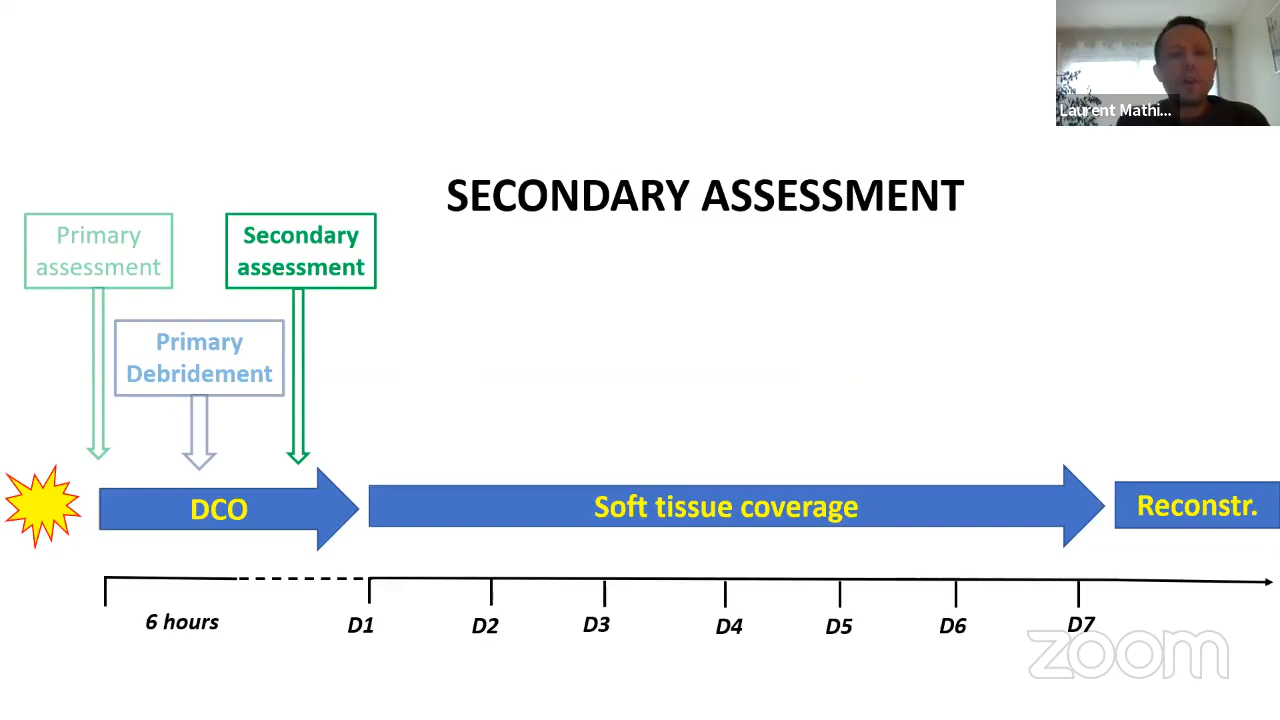 Laurent Mathi...
SECONDARY ASSESSMENT
Primary
assessment
Secondary
assessment
Primary
Debridement
DCO
Soft tissue coverage
Reconstr.
6 hours
D1
D2
D3
D4
D5
D6
D7
zoom